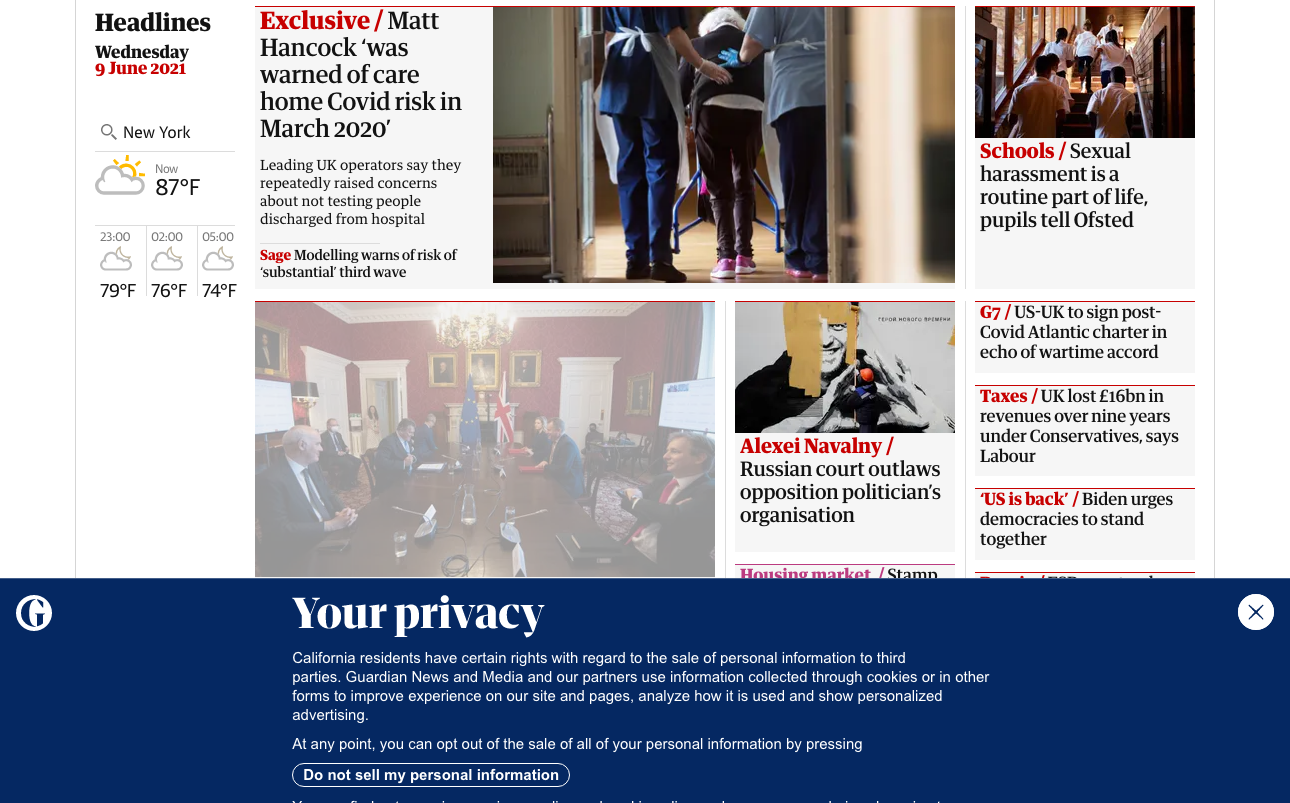 Headlines
Wednesday
9 June 2021
New York
Now
87°F
23:00
02:00
05:00
79°F
76°F
74°F
Exclusive / Matt
Hancock ‘was
warned of care
home Covid risk in
March 2020’
Leading UK operators say they
repeatedly raised concerns
about not testing people
discharged from hospital
Sage Modelling warns of risk of
‘substantial’ third wave
Schools / Sexual
harassment is a
routine part of life,
pupils tell Ofsted
ГЕРОЙ НОВОГО ВРЕМЕНИ
Alexei Navalny /
Russian court outlaws
opposition politician’s
organisation
Housing market / Stamp
G7 / US-UK to sign post-
Covid Atlantic charter in
echo of wartime accord
Taxes / UK lost £16bn in
revenues over nine years
under Conservatives, says
Labour
‘US is back’ / Biden urges
democracies to stand
together
Your privacy
California residents have certain rights with regard to the sale of personal information to third
parties. Guardian News and Media and our partners use information collected through cookies or in other
forms to improve experience on our site and pages, analyze how it is used and show personalized
advertising.
At any point, you can opt out of the sale of all of your personal information by pressing
Do not sell my personal information